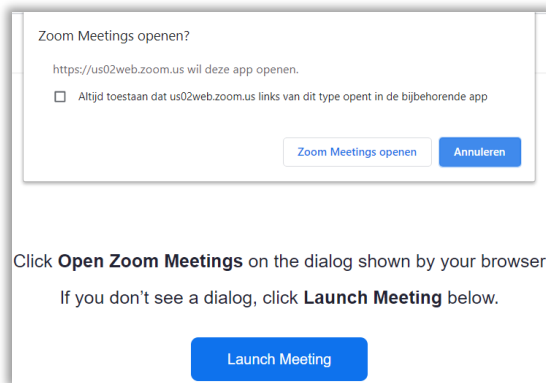 Zoom Meetings openen?
https://us02web.zoom.us wil deze app openen.
Altijd toestaan dat us02web.zoom.us links van dit type opent in de bijbehorende app
Zoom Meetings openen Annuleren
Click Open Zoom Meetings on the dialog shown by your browser
If you don’t see a dialog, click Launch Meeting below.
Launch Meeting